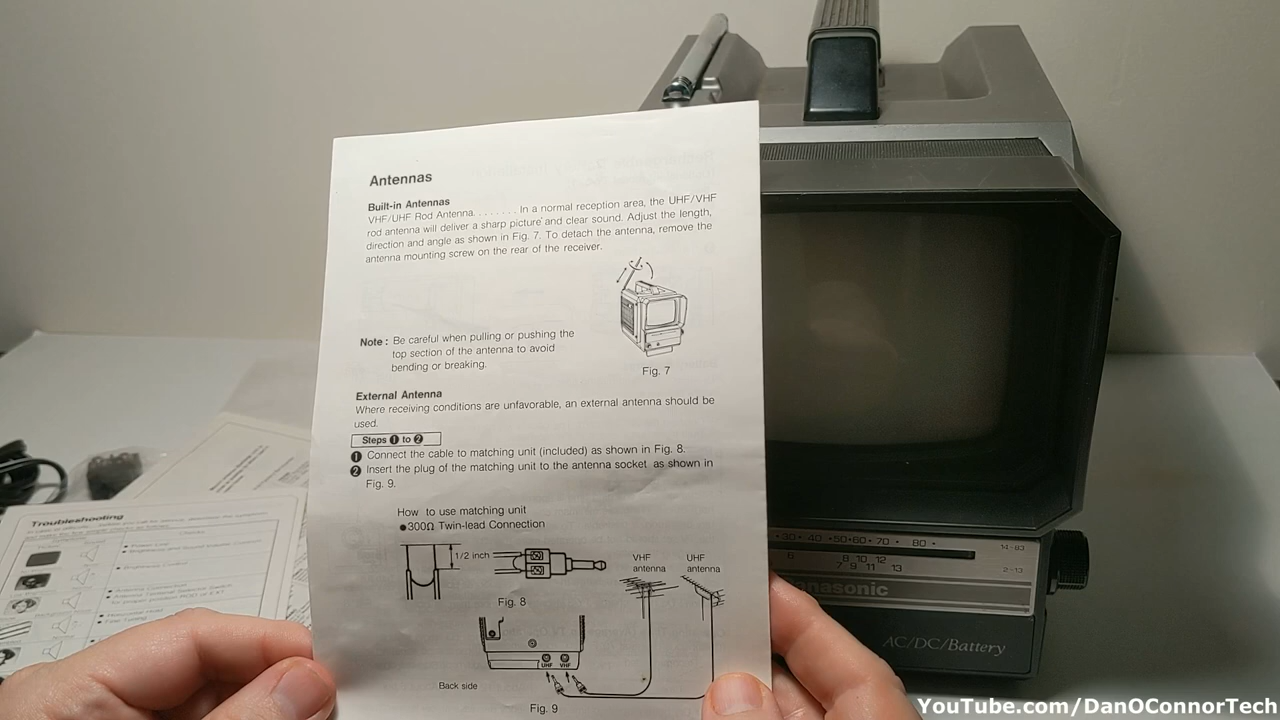 Antennas
Built-in Antennas
VHF/UHF Rod Antenna. . . . . . . . In a normal reception area, the UHF/VHF
rod antenna will deliver a sharp picture and clear sound. Adjust the length,
direction and angle as shown in Fig. 7. To detach the antenna, remove the
antenna mounting screw on the rear of the receiver.
Note : Be careful when pulling or pushing the
top section of the antenna to avoid
bending or breaking.
Fig. 7
External Antenna
Where receiving conditions are unfavorable, an external antenna should be
used.
Steps ❶ to ❷
❶ Connect the cable to matching unit (included) as shown in Fig. 8.
❷ Insert the plug of the matching unit to the antenna socket as shown in
Fig. 9.
How to use matching unit
●300Ω Twin-lead Connection
1/2 inch
Fig. 8
VHF
antenna
UHF
antenna
UHF VHF
Back side
Fig. 9
Troubleshooting
•30• 40 •50•60• 70 • 80 •
14-83
6 8 10 12
7 9 11 13
2-13
anasonic
AC/DC/Battery
YouTube.com/DanOConnorTech